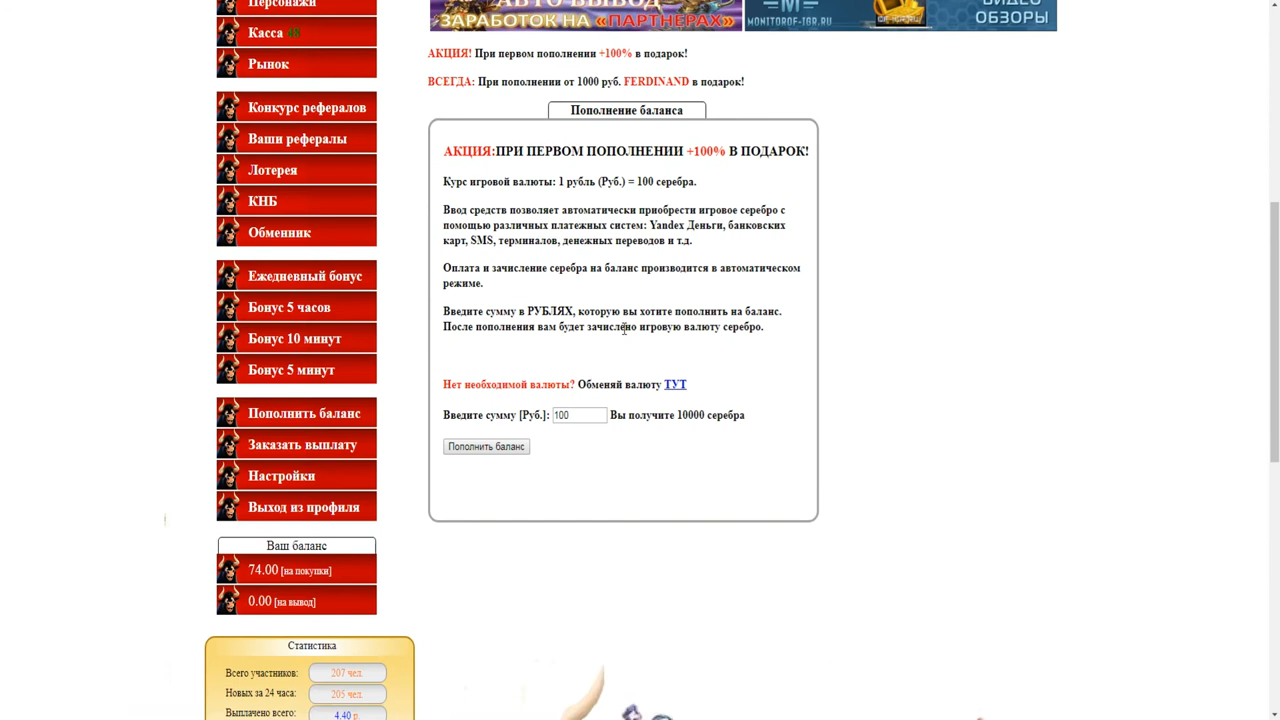 Персонажи
Касса 48
Рынок
Конкурс рефералов
Ваши рефералы
Лотерея
КНБ
Обменник
Ежедневный бонус
Бонус 5 часов
Бонус 10 минут
Бонус 5 минут
Пополнить баланс
Заказать выплату
Настройки
Выход из профиля
Ваш баланс
74.00 [на покупки]
0.00 [на вывод]
Статистика
Всего участников: 207 чел.
Новых за 24 часа: 205 чел.
Выплачено всего: 4.40 р.
АВТО ВЫВОД
ЗАРАБОТОК НА «ПАРТНЕРАХ»
MONITOROF-IGR.RU
ВИДЕО
ОБЗОРЫ
АКЦИЯ! При первом пополнении +100% в подарок!
ВСЕГДА: При пополнении от 1000 руб. FERDINAND в подарок!
Пополнение баланса
АКЦИЯ:ПРИ ПЕРВОМ ПОПОЛНЕНИИ +100% В ПОДАРОК!
Курс игровой валюты: 1 рубль (Руб.) = 100 серебра.
Ввод средств позволяет автоматически приобрести игровое серебро с
помощью различных платежных систем: Yandex Деньги, банковских
карт, SMS, терминалов, денежных переводов и т.д.
Оплата и зачисление серебра на баланс производится в автоматическом
режиме.
Введите сумму в РУБЛЯХ, которую вы хотите пополнить на баланс.
После пополнения вам будет зачислено игровую валюту серебро.
Нет необходимой валюты? Обменяй валюту ТУТ
Введите сумму [Руб.]: 100 Вы получите 10000 серебра
Пополнить баланс